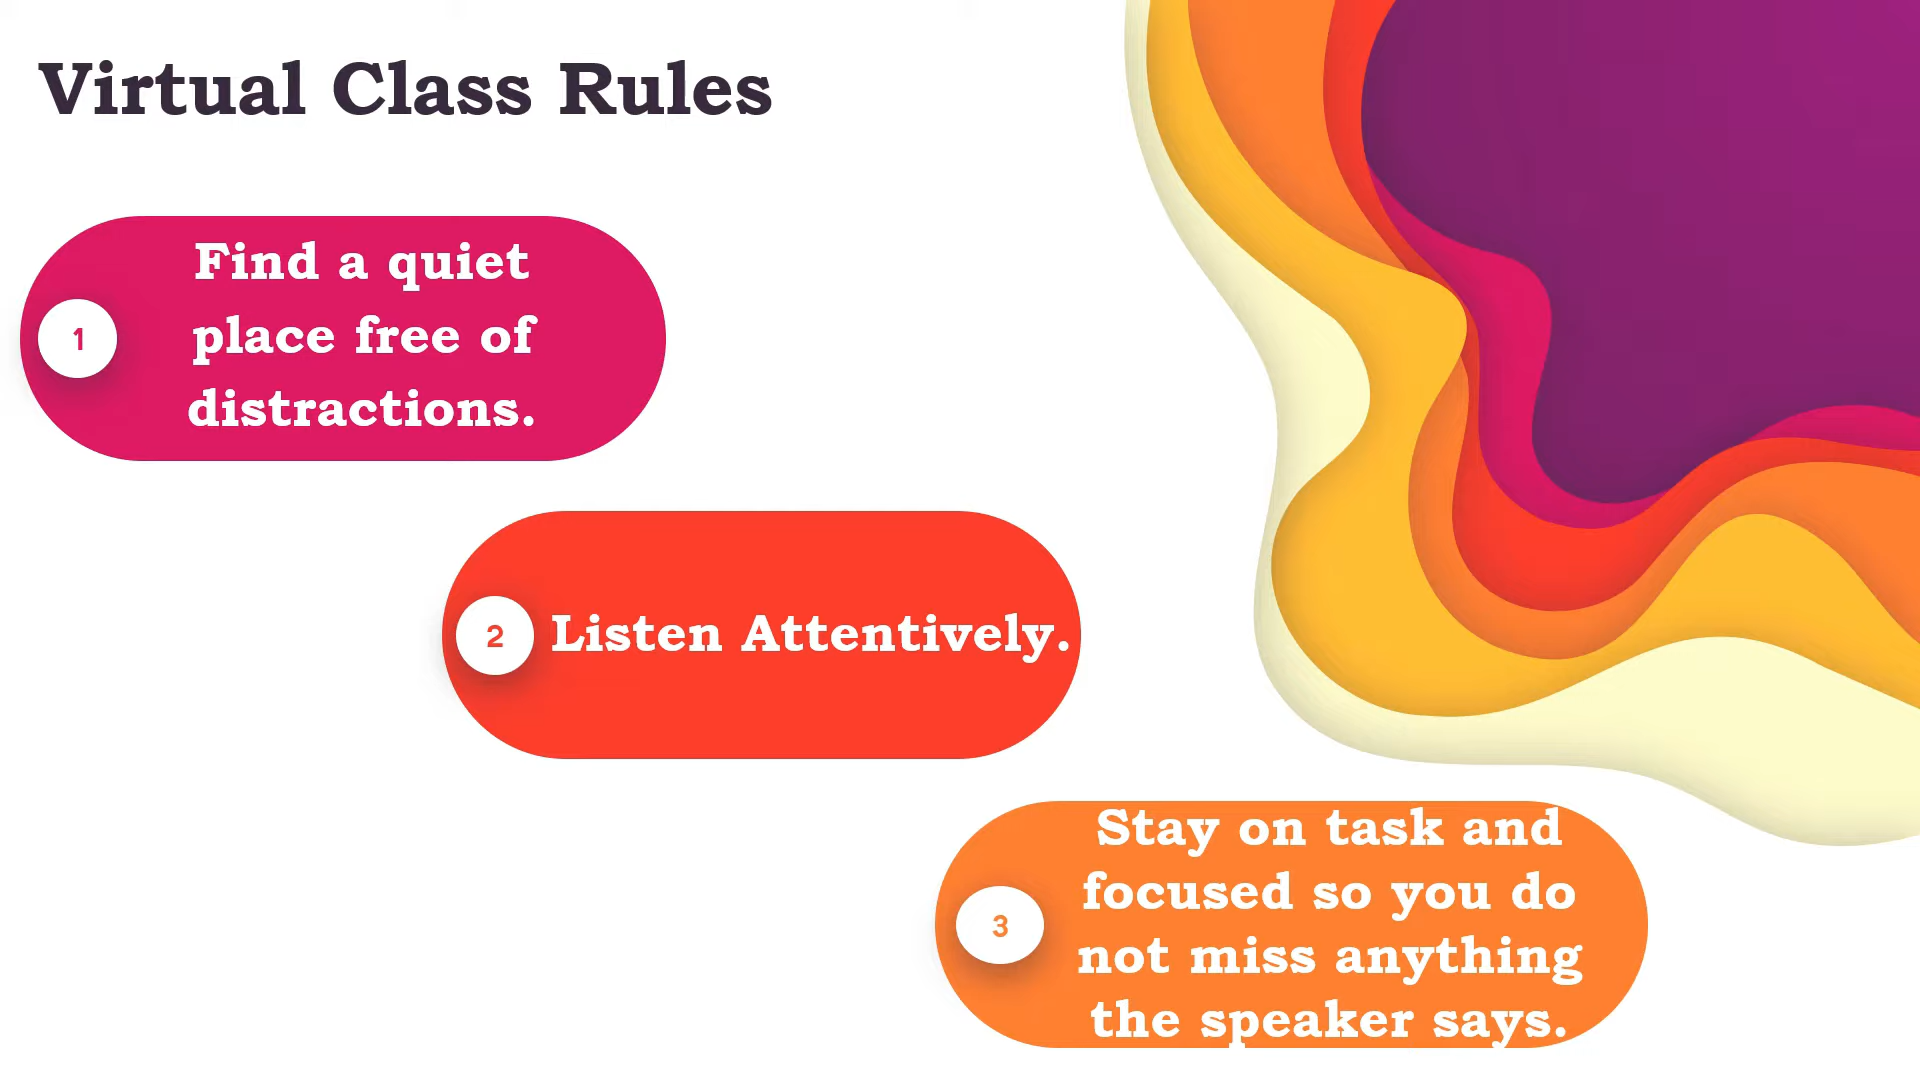 Virtual Class Rules
1
Find a quiet
place free of
distractions.
2
Listen Attentively.
3
Stay on task and
focused so you do
not miss anything
the speaker says.